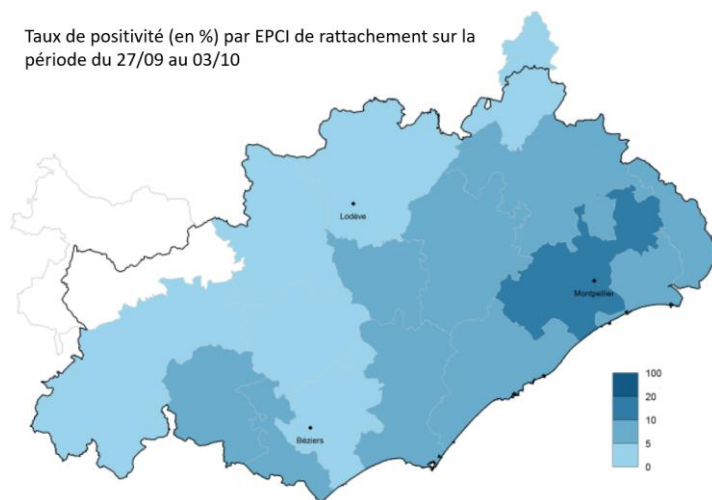 Taux de positivité (en %) par EPCI de rattachement sur la
période du 27/09 au 03/10
Lodève
Montpellier
Béziers
100
20
10
5
0